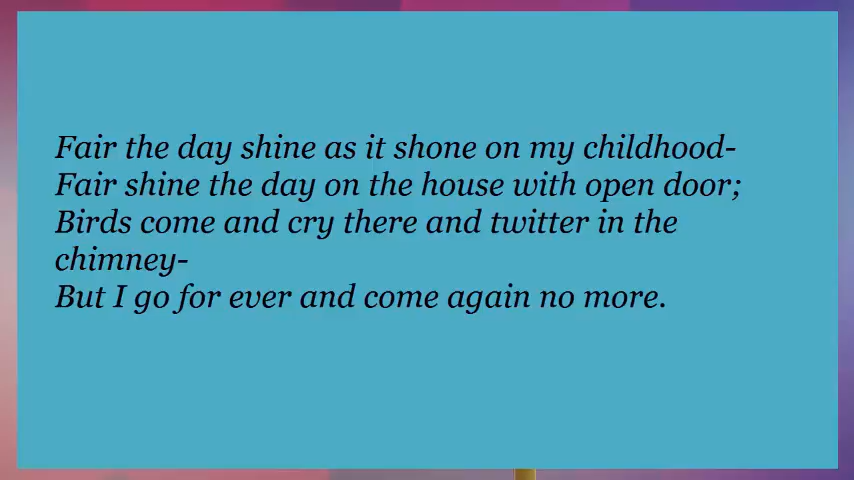 Fair the day shine as it shone on my childhood-
Fair shine the day on the house with open door;
Birds come and cry there and twitter in the
chimney-
But I go for ever and come again no more.